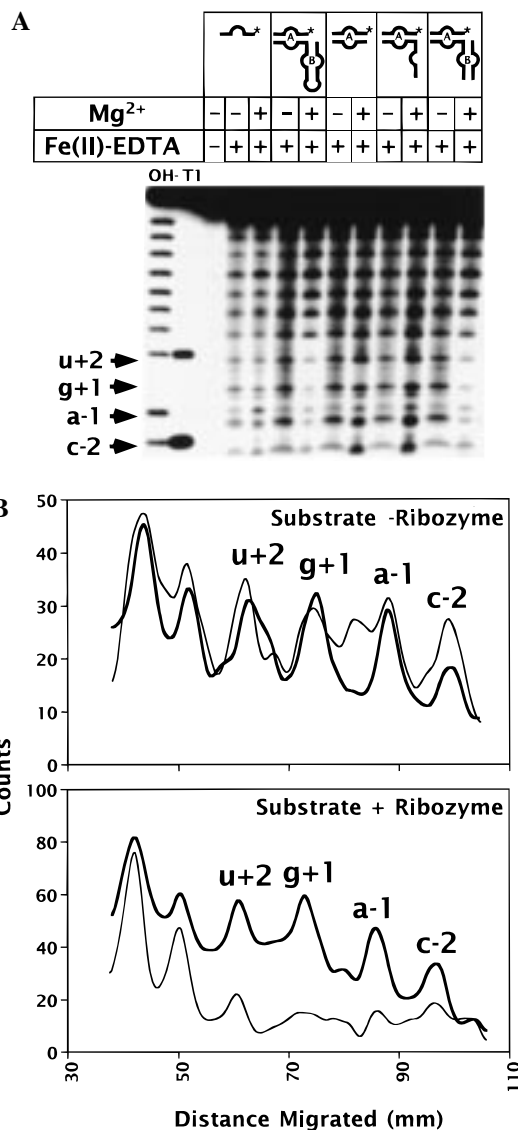 A
A
B
A
A
A
B
Mg2+ - - + - + - + - + - +
Fe(II)-EDTA - + + + + + + + + + +
OH- T1
u+2
g+1
a-1
c-2
B
Substrate -Ribozyme
50
40
30
20
10
0
u+2
g+1
a-1
c-2
Counts
Substrate + Ribozyme
100
80
60
40
20
0
u+2
g+1
a-1
c-2
30
50
70
90
110
Distance Migrated (mm)